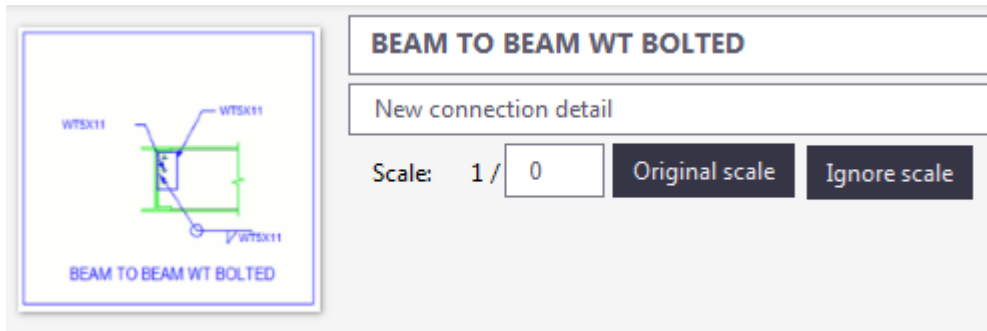 WT5X11
WT5X11
WT5X11
BEAM TO BEAM WT BOLTED
BEAM TO BEAM WT BOLTED
New connection detail
Scale: 1 / 0 Original scale Ignore scale